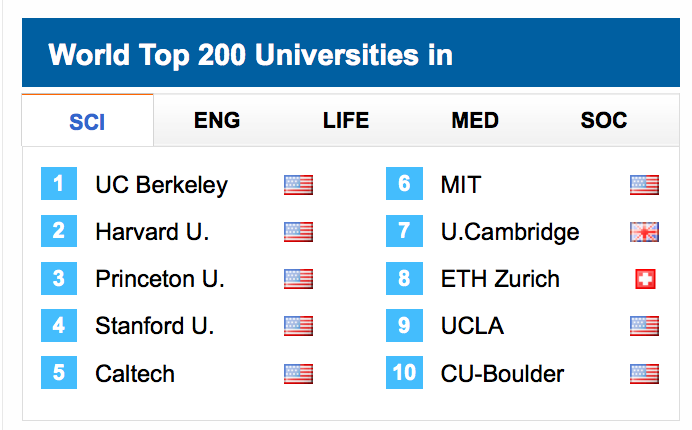 World Top 200 Universities in
SCI ENG LIFE MED SOC
1 UC Berkeley
2 Harvard U.
3 Princeton U.
4 Stanford U.
5 Caltech
6 MIT
7 U.Cambridge
8 ETH Zurich
9 UCLA
10 CU-Boulder